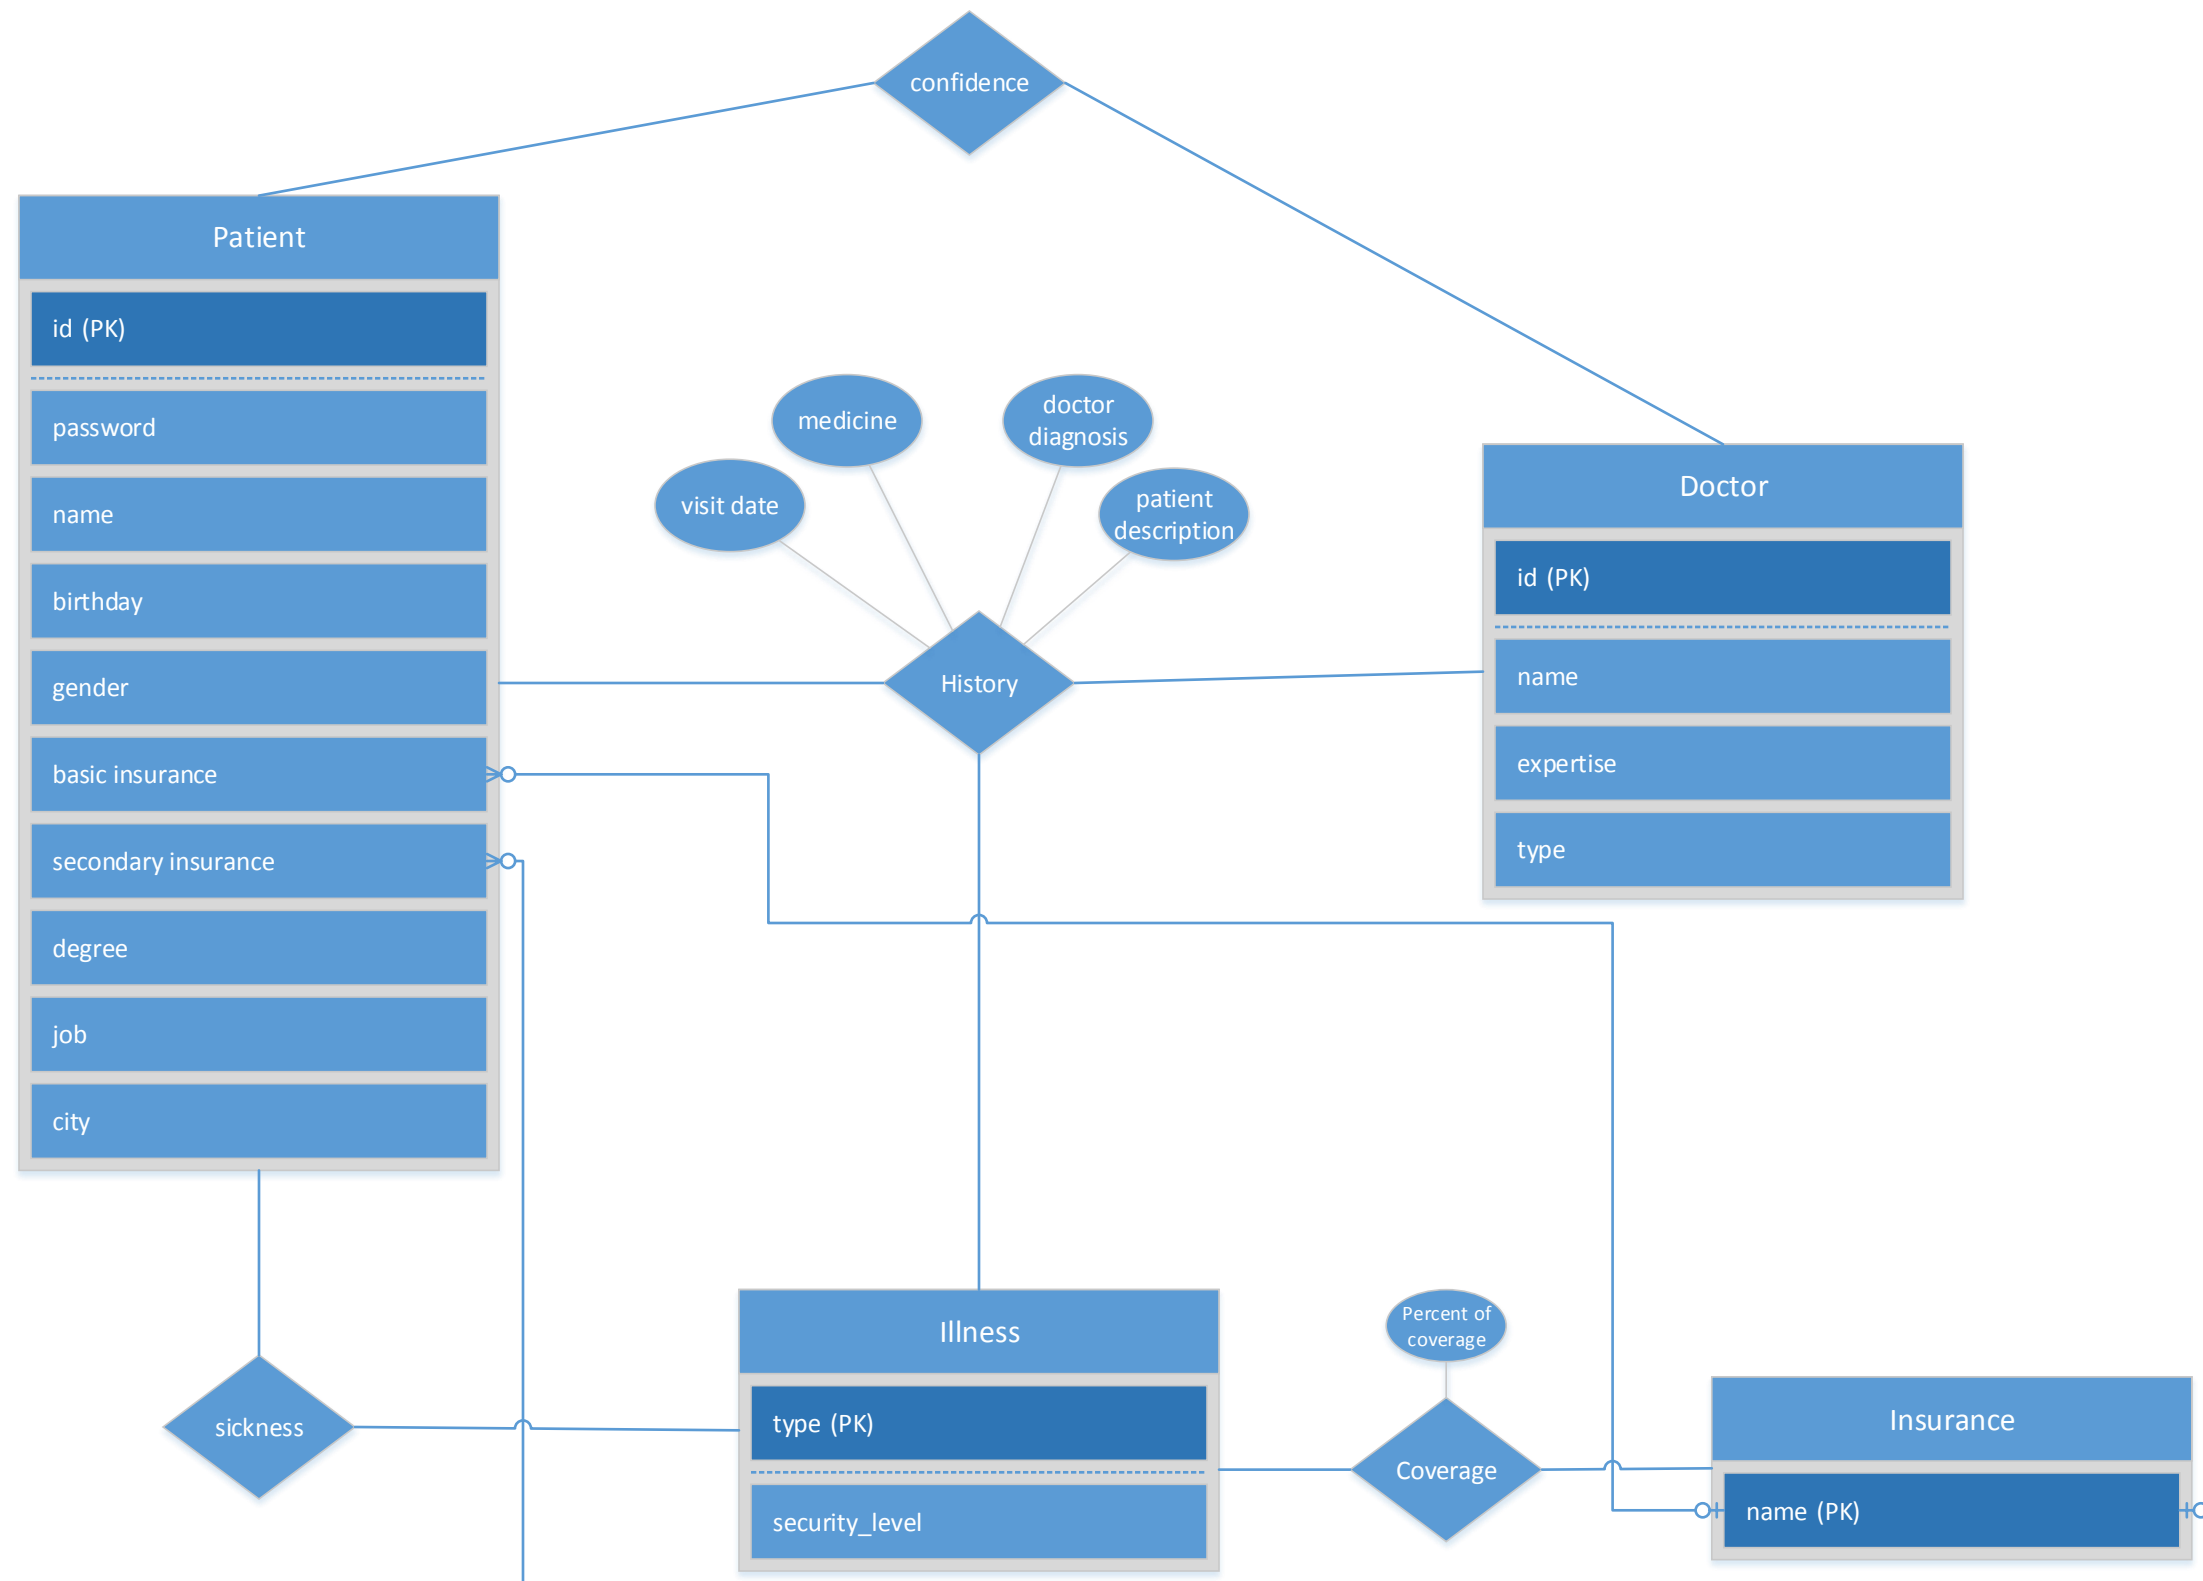 confidence
Patient
id (PK)
password
name
birthday
gender
basic insurance
secondary insurance
degree
job
city
visit date
medicine
doctor
diagnosis
patient
description
History
Doctor
id (PK)
name
expertise
type
sickness
Illness
type (PK)
security_level
Percent of
coverage
Coverage
Insurance
name (PK)